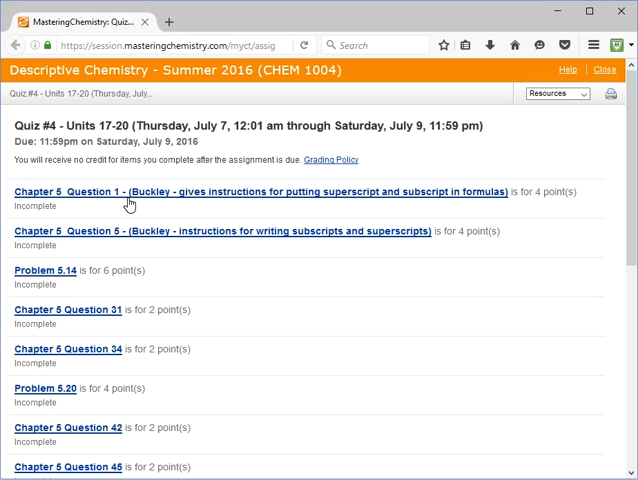 MasteringChemistry: Quiz...
https://session.masteringchemistry.com/myct/assig
Search
Descriptive Chemistry - Summer 2016 (CHEM 1004)
Help
Close
Quiz #4 - Units 17-20 (Thursday, July...
Resources
Quiz #4 - Units 17-20 (Thursday, July 7, 12:01 am through Saturday, July 9, 11:59 pm)
Due: 11:59pm on Saturday, July 9, 2016
You will receive no credit for items you complete after the assignment is due. Grading Policy
Chapter 5 Question 1 - (Buckley - gives instructions for putting superscript and subscript in formulas) is for 4 point(s)
Incomplete
Chapter 5 Question 5 - (Buckley - instructions for writing subscripts and superscripts) is for 4 point(s)
Incomplete
Problem 5.14 is for 6 point(s)
Incomplete
Chapter 5 Question 31 is for 2 point(s)
Incomplete
Chapter 5 Question 34 is for 2 point(s)
Incomplete
Problem 5.20 is for 4 point(s)
Incomplete
Chapter 5 Question 42 is for 2 point(s)
Incomplete
Chapter 5 Question 45 is for 2 point(s)